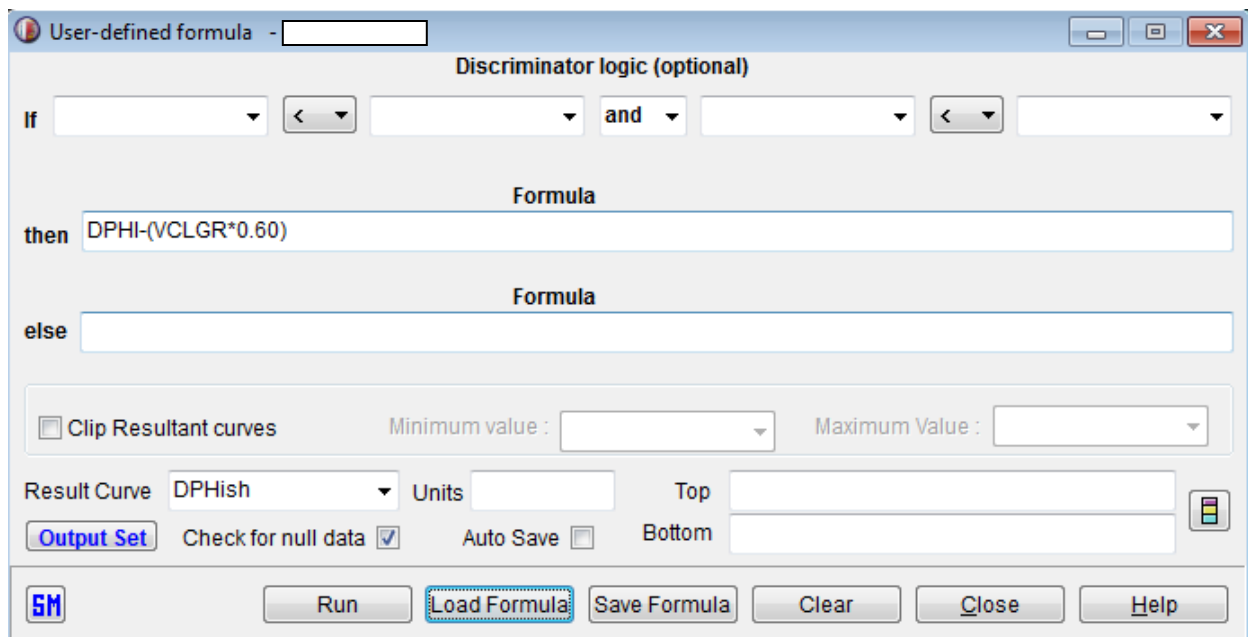 User-defined formula -
Discriminator logic (optional)
If < and <
Formula
then DPHI-(VCLGR*0.60)
Formula
else
Clip Resultant curves Minimum value : Maximum Value :
Result Curve DPHish Units Top
Output Set Check for null data Auto Save Bottom
SM Run Load Formula Save Formula Clear Close Help